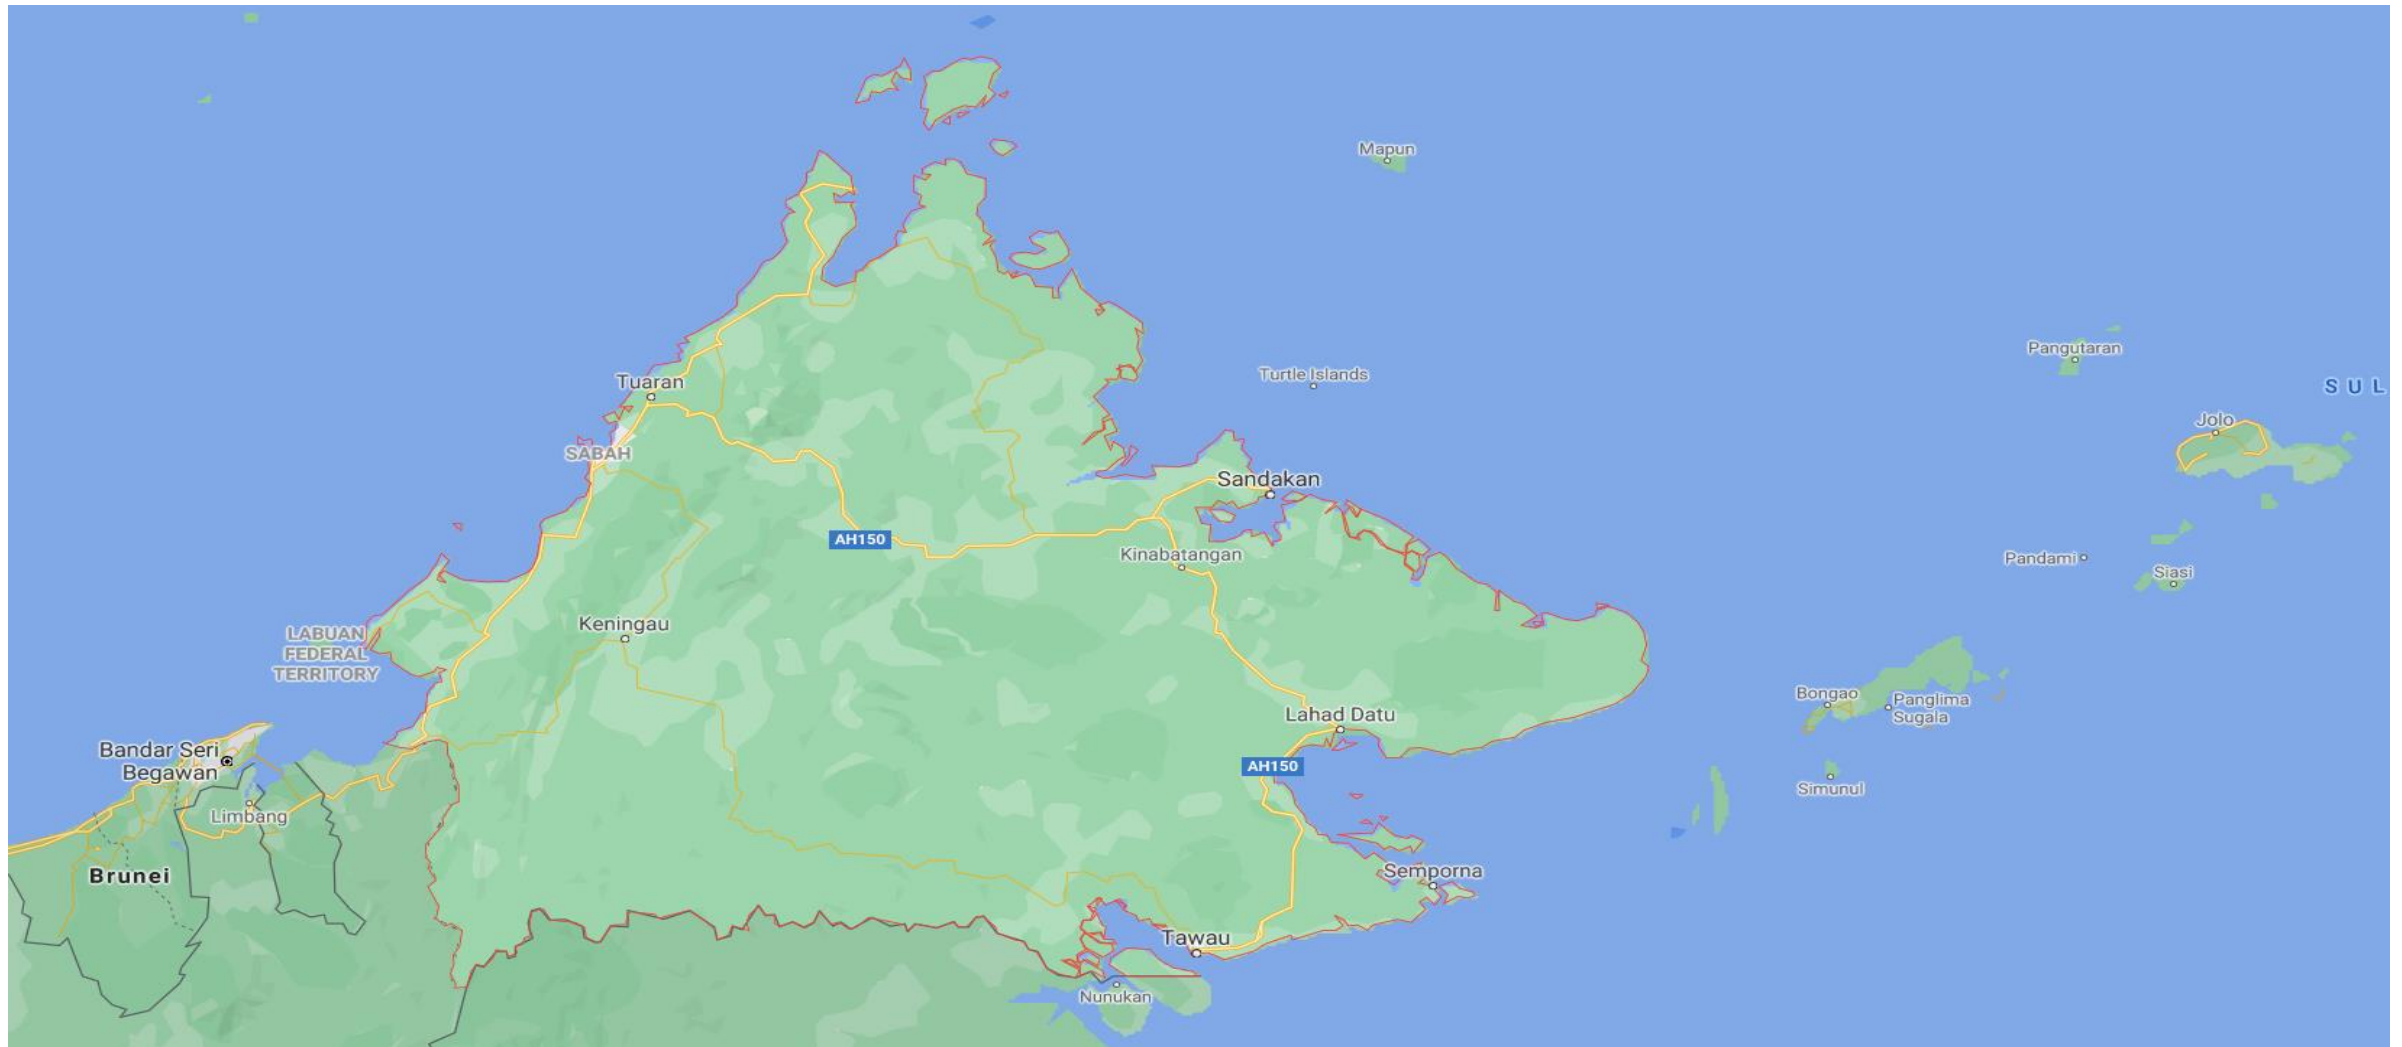 Mapun
Pangutaran
Turtle Islands
Tuaran
SUL
Jolo
SABAH
Sandakan
AH150
Kinabatangan
Pandami
Siasi
Keningau
LABUAN
FEDERAL
TERRITORY
Bongao
Panglima
Sugala
Lahad Datu
Bandar Seri
Begawan
AH150
Simunul
Limbang
Semporna
Brunei
Tawau
Nunukan